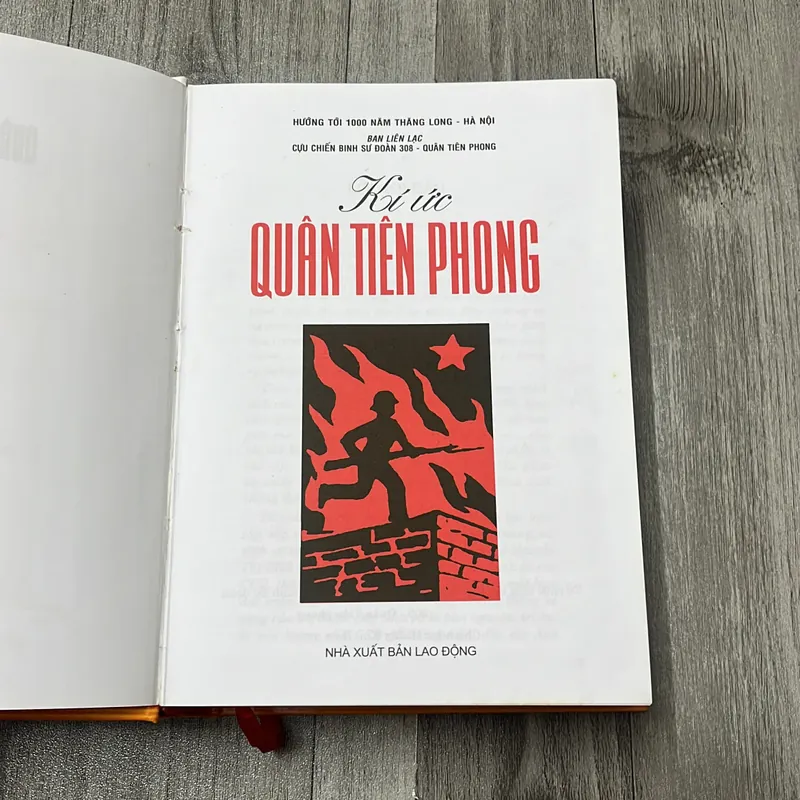 HƯỚNG TỚI 1000 NĂM THĂNG LONG - HÀ NỘI
BAN LIÊN LẠC
CỰU CHIẾN BINH SƯ ĐOÀN 308 - QUÂN TIÊN PHONG
Kí ức
QUÂN TIÊN PHONG
NHÀ XUẤT BẢN LAO ĐỘNG